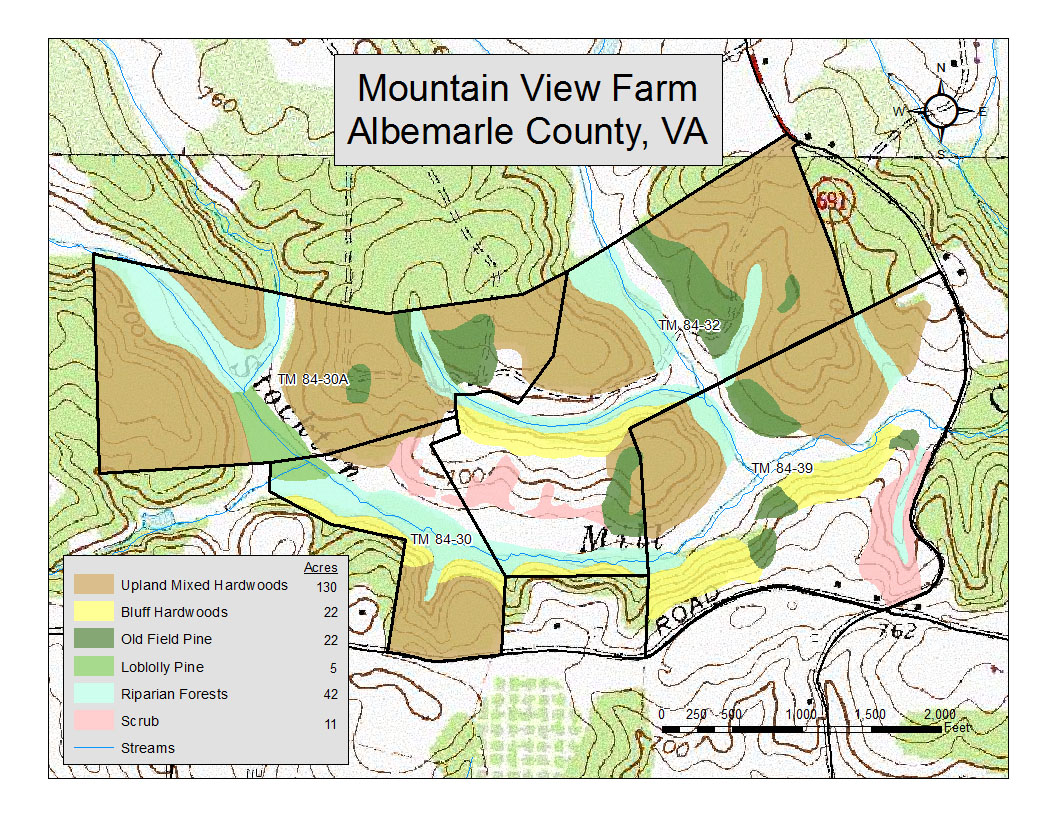 Mountain View Farm
Albemarle County, VA
760
N
W
E
S
691
TM 84-32
TM 84-30A
TM 84-39
700
Mill
TM 84-30
ROAD
762
Acres
Upland Mixed Hardwoods 130
Bluff Hardwoods 22
Old Field Pine 22
Loblolly Pine 5
Riparian Forests 42
Scrub 11
Streams
0 250 500 1,000 1,500 2,000
Feet
700